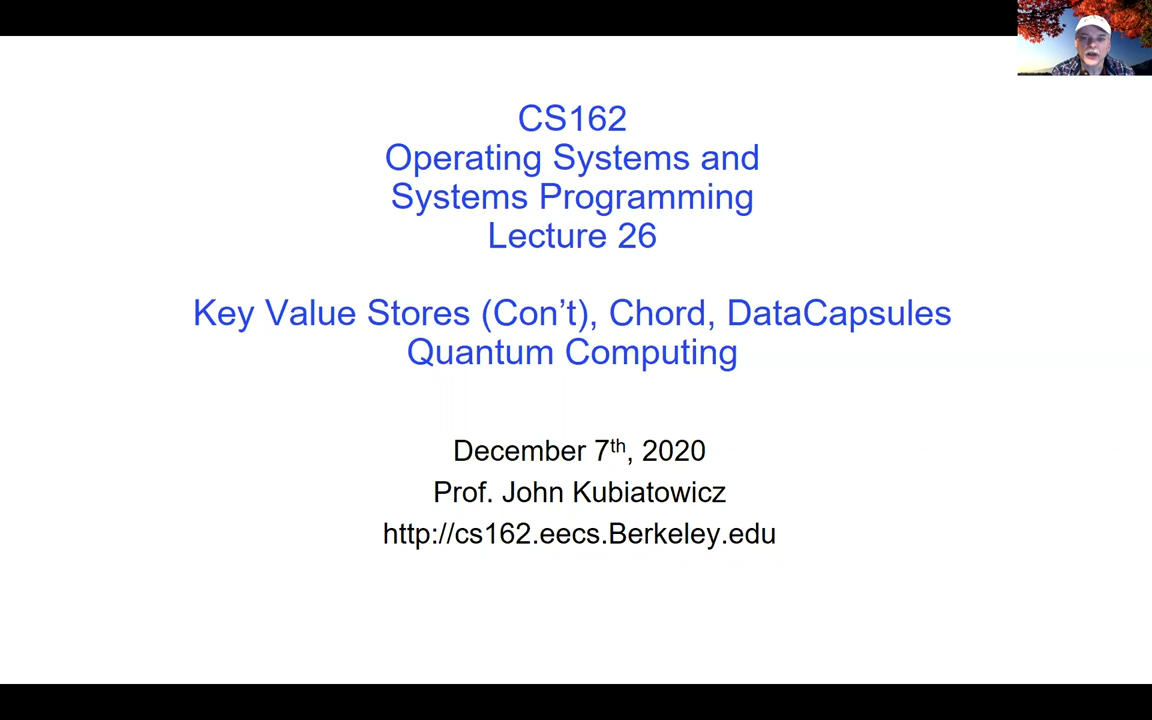 CS162
Operating Systems and
Systems Programming
Lecture 26
Key Value Stores (Con’t), Chord, DataCapsules
Quantum Computing
December 7th, 2020
Prof. John Kubiatowicz
http://cs162.eecs.Berkeley.edu